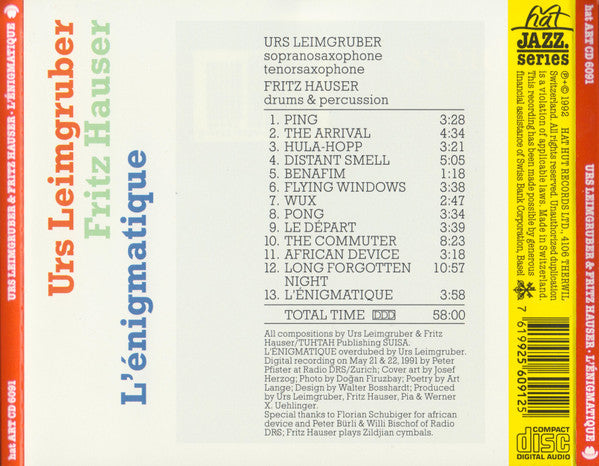 hat ART CD 6091
URS LEIMGRUBER & FRITZ HAUSER · L'ÉNIGMATIQUE
Urs Leimgruber
Fritz Hauser
L'énigmatique
URS LEIMGRUBER
sopranosaxophone
tenorsaxophone
FRITZ HAUSER
drums & percussion
1. PING 3:28
2. THE ARRIVAL 4:34
3. HULA-HOPP 3:21
4. DISTANT SMELL 5:05
5. BENAFIM 1:18
6. FLYING WINDOWS 3:38
7. WUX 2:47
8. PONG 3:54
9. LE DÉPART 3:39
10. THE COMMUTER 8:23
11. AFRICAN DEVICE 3:18
12. LONG FORGOTTEN 10:57
NIGHT
13. L'ÉNIGMATIQUE 3:58
TOTAL TIME DDD 58:00
All compositions by Urs Leimgruber & Fritz
Hauser/TUHTAH Publishing SUISA.
L'ÉNIGMATIQUE overdubed by Urs Leimgruber.
Digital recording on May 21 & 22, 1991 by Peter
Pfister at Radio DRS/Zurich; Cover art by Josef
Herzog; Photo by Doğan Firuzbay; Poetry by Art
Lange; Design by Walter Bosshardt; Produced by
Urs Leimgruber, Fritz Hauser, Pia & Werner
X. Uehlinger.
Special thanks to Florian Schubiger for african
device and Peter Bürli & Willi Bischof of Radio
DRS; Fritz Hauser plays Zildjian cymbals.
hat
JAZZ.
series
℗+© 1992 HAT HUT RECORDS LTD., 4106 THERWIL
Switzerland. All rights reserved. Unauthorized duplication
is a violation of applicable laws. Made in Switzerland.
This recording has been made possible by generous
financial assistance of Swiss Bank Corporation, Basel
7 619925 609125
COMPACT
disc
DIGITAL AUDIO
hat ART CD 6091
URS LEIMGRUBER & FRITZ HAUSER · L'ÉNIGMATIQUE